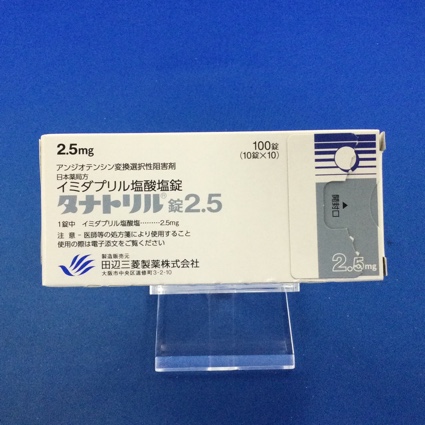 2.5mg
100錠
(10錠×10)
アンジオテンシン変換選択性阻害剤
日本薬局方
イミダプリル塩酸塩錠
タナトリル錠2.5
1錠中 イミダプリル塩酸塩………2.5mg
注意-医師等の処方箋により使用すること
使用の際は電子添文をご覧ください
製造販売元
田辺三菱製薬株式会社
大阪市中央区道修町3-2-10
開封口
2.5mg